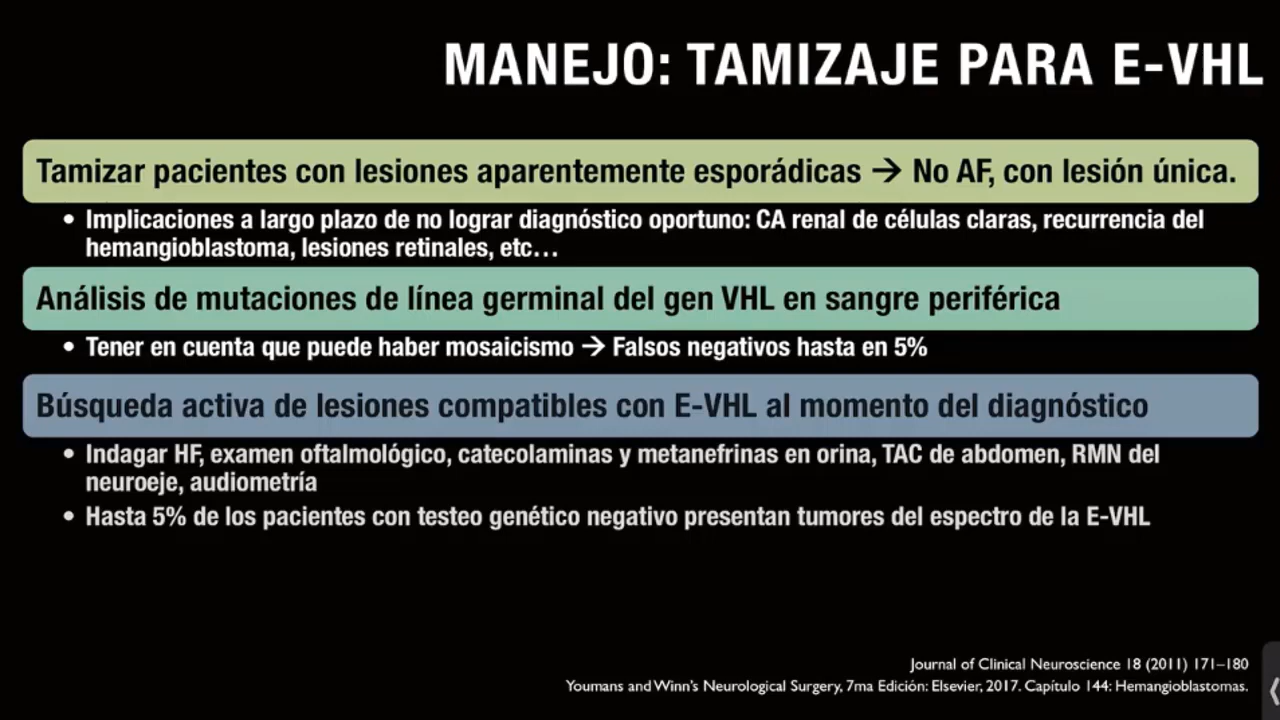 MANEJO: TAMIZAJE PARA E-VHL
Tamizar pacientes con lesiones aparentemente esporádicas → No AF, con lesión única.
• Implicaciones a largo plazo de no lograr diagnóstico oportuno: CA renal de células claras, recurrencia del
hemangioblastoma, lesiones retinales, etc…
Análisis de mutaciones de línea germinal del gen VHL en sangre periférica
• Tener en cuenta que puede haber mosaicismo → Falsos negativos hasta en 5%
Búsqueda activa de lesiones compatibles con E-VHL al momento del diagnóstico
• Indagar HF, examen oftalmológico, catecolaminas y metanefrinas en orina, TAC de abdomen, RMN del
neuroeje, audiometría
• Hasta 5% de los pacientes con testeo genético negativo presentan tumores del espectro de la E-VHL
Journal of Clinical Neuroscience 18 (2011) 171–180
Youmans and Winn's Neurological Surgery, 7ma Edición: Elsevier, 2017. Capítulo 144: Hemangioblastomas.